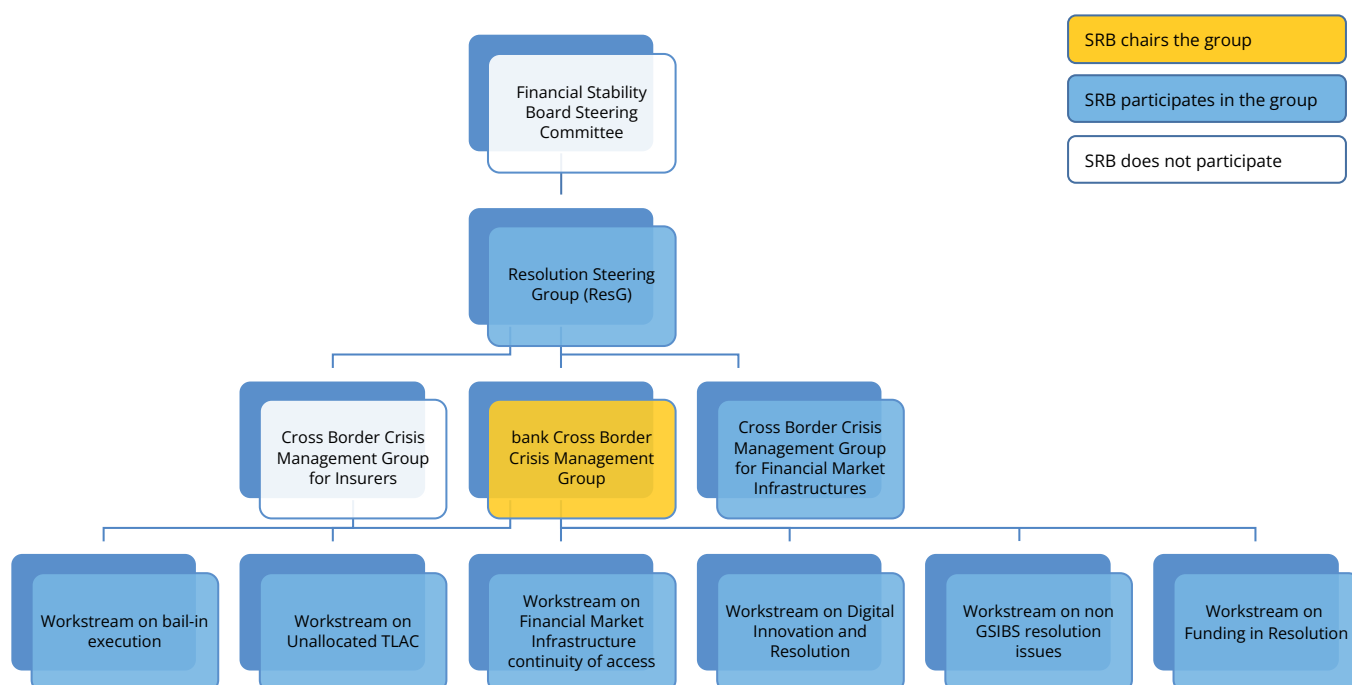 SRB chairs the group
SRB participates in the group
SRB does not participate
Financial Stability
Board Steering
Committee
Resolution Steering
Group (ResG)
Cross Border Crisis
Management Group
for Insurers
bank Cross Border
Crisis Management
Group
Cross Border Crisis
Management Group
for Financial Market
Infrastructures
Workstream on bail-in
execution
Workstream on
Unallocated TLAC
Workstream on
Financial Market
Infrastructure
continuity of access
Workstream on Digital
Innovation and
Resolution
Workstream on non
GSIBS resolution
issues
Workstream on
Funding in Resolution